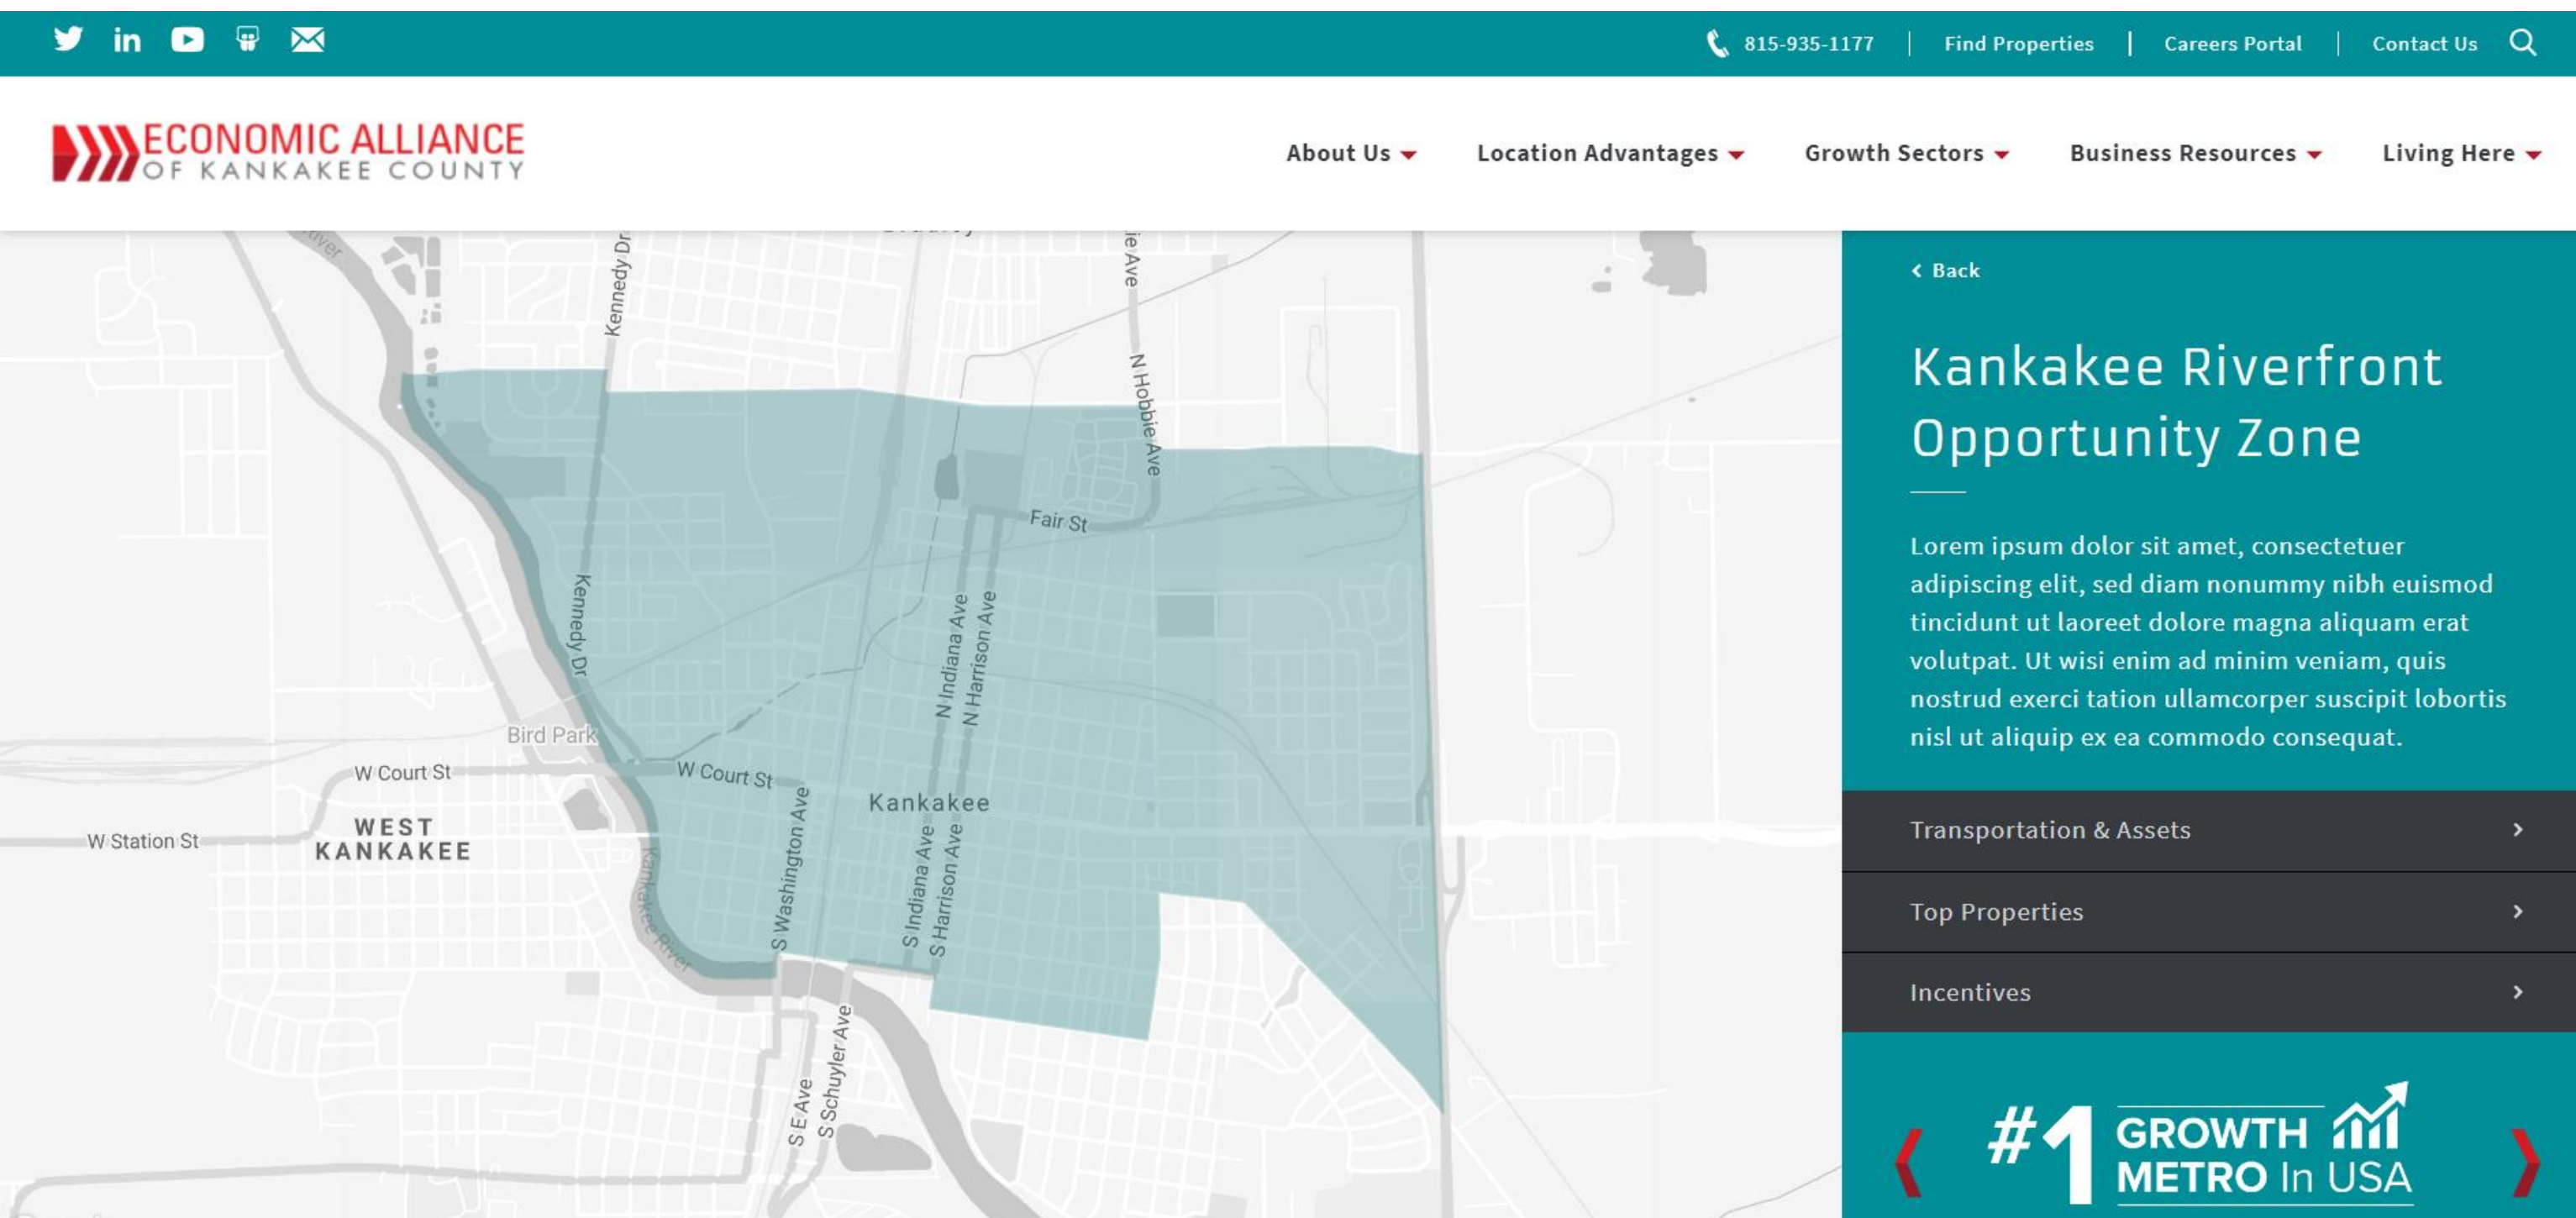 815-935-1177
Find Properties
Careers Portal
Contact Us
ECONOMIC ALLIANCE
OF KANKAKEE COUNTY
About Us
Location Advantages
Growth Sectors
Business Resources
Living Here
River
Kennedy Dr
ie Ave
N Hobbie Ave
Fair St
Kennedy Dr
N Indiana Ave
N Harrison Ave
Bird Park
W Court St
W Court St
Kankakee
W Station St
WEST
KANKAKEE
S Washington Ave
S Indiana Ave
S Harrison Ave
Kankakee River
S Schuyler Ave
S E Ave
Back
Kankakee Riverfront
Opportunity Zone
Lorem ipsum dolor sit amet, consectetuer
adipiscing elit, sed diam nonummy nibh euismod
tincidunt ut laoreet dolore magna aliquam erat
volutpat. Ut wisi enim ad minim veniam, quis
nostrud exerci tation ullamcorper suscipit lobortis
nisl ut aliquip ex ea commodo consequat.
Transportation & Assets
Top Properties
Incentives
#1 GROWTH
METRO In USA